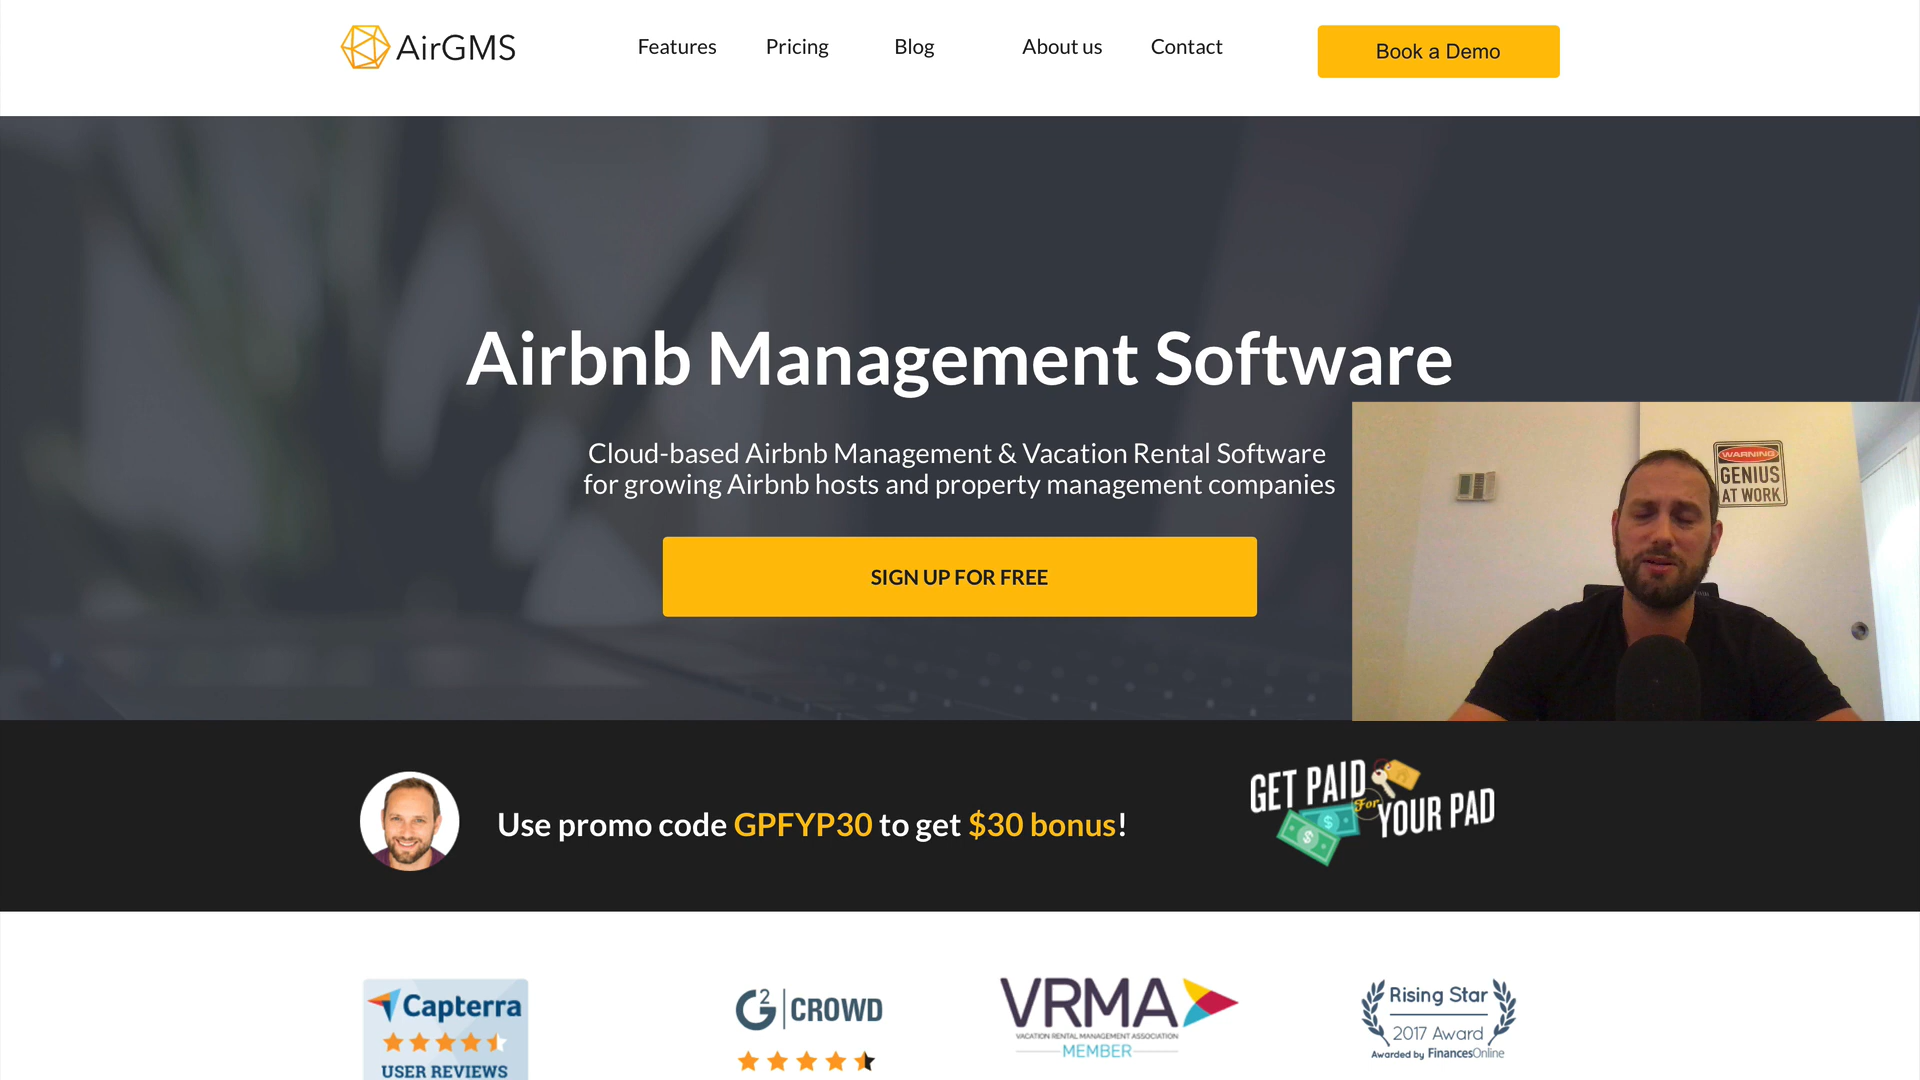 AirGMS
Features
Pricing
Blog
About us
Contact
Book a Demo
Airbnb Management Software
Cloud-based Airbnb Management & Vacation Rental Software
for growing Airbnb hosts and property management companies
SIGN UP FOR FREE
WARNING
GENIUS
AT WORK
Use promo code GPFYP30 to get $30 bonus!
GET PAID
For
YOUR PAD
Capterra
USER REVIEWS
G2 CROWD
VRMA
VACATION RENTAL MANAGEMENT ASSOCIATION
MEMBER
Rising Star
2017 Award
Awarded by FinancesOnline